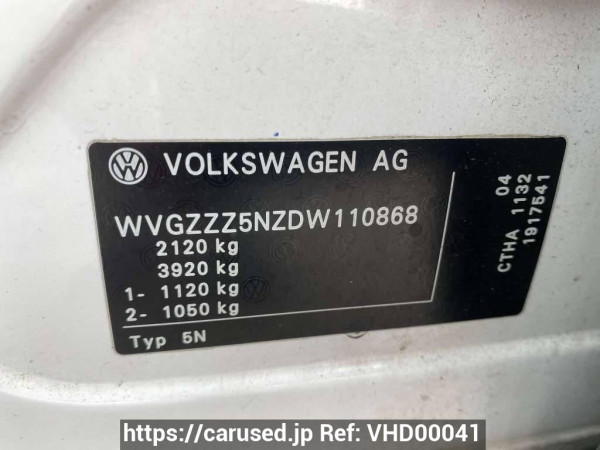 VOLKSWAGEN AG
WVGZZZ5NZDW110868
2120 kg
3920 kg
1- 1120 kg
2- 1050 kg
Typ 5N
04
CTHA 1132
1917541
https://carused.jp Ref: VHD00041